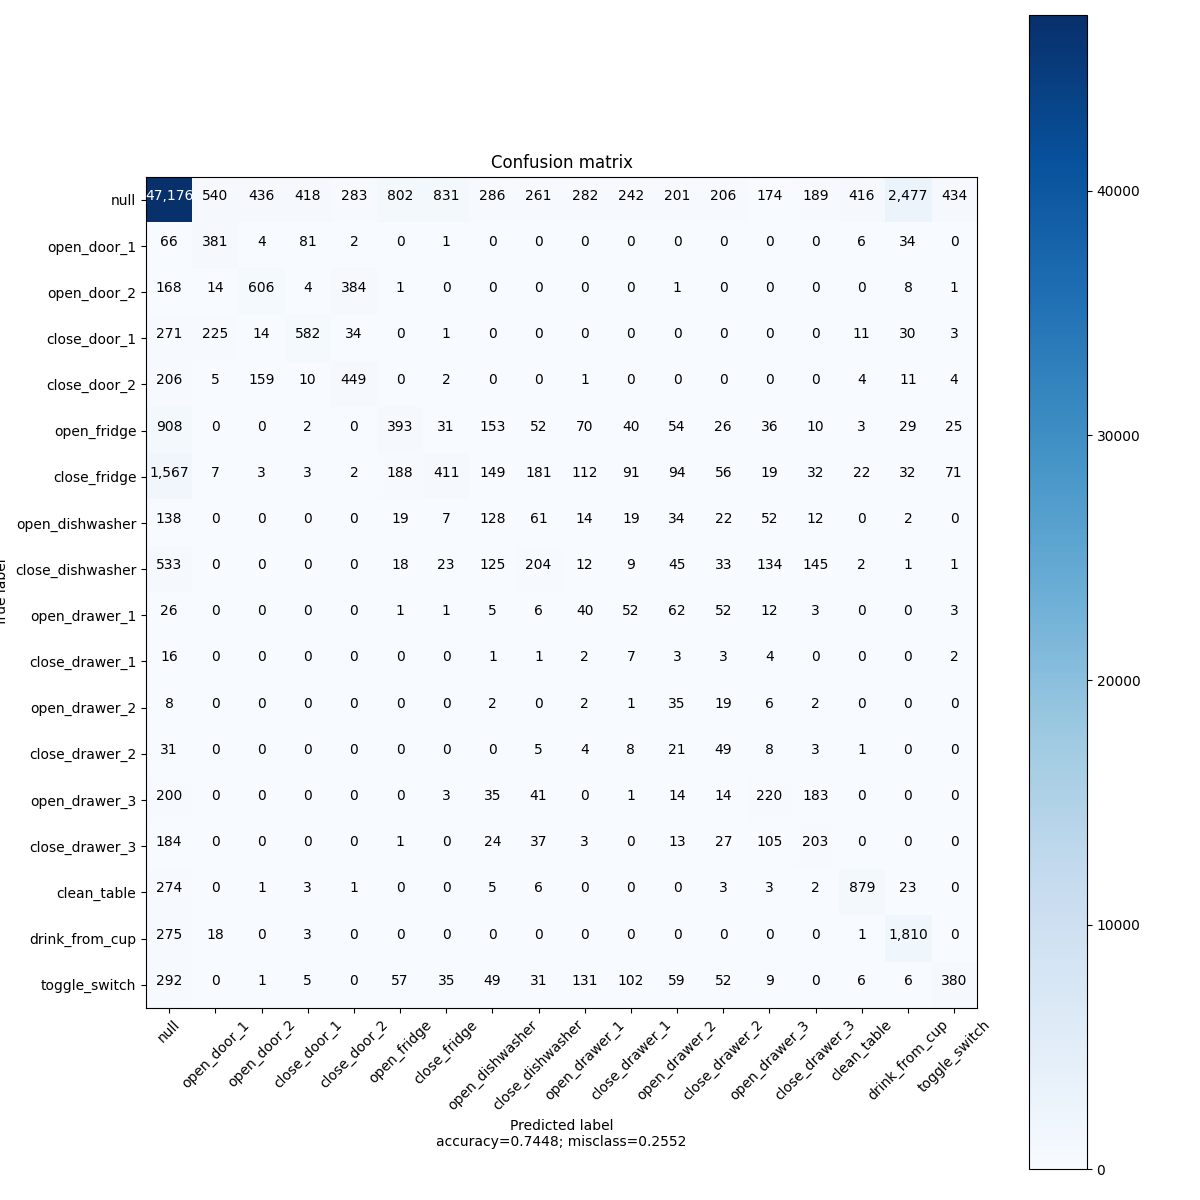 Confusion matrix
null 47,176 540 436 418 283 802 831 286 261 282 242 201 206 174 189 416 2,477 434
open_door_1 66 381 4 81 2 0 1 0 0 0 0 0 0 0 0 6 34 0
open_door_2 168 14 606 4 384 1 0 0 0 0 0 1 0 0 0 0 8 1
close_door_1 271 225 14 582 34 0 1 0 0 0 0 0 0 0 0 11 30 3
close_door_2 206 5 159 10 449 0 2 0 0 1 0 0 0 0 0 4 11 4
open_fridge 908 0 0 2 0 393 31 153 52 70 40 54 26 36 10 3 29 25
close_fridge 1,567 7 3 3 2 188 411 149 181 112 91 94 56 19 32 22 32 71
open_dishwasher 138 0 0 0 0 19 7 128 61 14 19 34 22 52 12 0 2 0
close_dishwasher 533 0 0 0 0 18 23 125 204 12 9 45 33 134 145 2 1 1
open_drawer_1 26 0 0 0 0 1 1 5 6 40 52 62 52 12 3 0 0 3
close_drawer_1 16 0 0 0 0 0 0 1 1 2 7 3 3 4 0 0 0 2
open_drawer_2 8 0 0 0 0 0 0 2 0 2 1 35 19 6 2 0 0 0
close_drawer_2 31 0 0 0 0 0 0 0 5 4 8 21 49 8 3 1 0 0
open_drawer_3 200 0 0 0 0 0 3 35 41 0 1 14 14 220 183 0 0 0
close_drawer_3 184 0 0 0 0 1 0 24 37 3 0 13 27 105 203 0 0 0
clean_table 274 0 1 3 1 0 0 5 6 0 0 0 3 3 2 879 23 0
drink_from_cup 275 18 0 3 0 0 0 0 0 0 0 0 0 0 0 1 1,810 0
toggle_switch 292 0 1 5 0 57 35 49 31 131 102 59 52 9 0 6 6 380
null open_door_1 open_door_2 close_door_1 close_door_2 open_fridge close_fridge open_dishwasher close_dishwasher open_drawer_1 close_drawer_1 open_drawer_2 close_drawer_2 open_drawer_3 close_drawer_3 clean_table drink_from_cup toggle_switch
Predicted label
accuracy=0.7448; misclass=0.2552
label
40000
30000
20000
10000
0